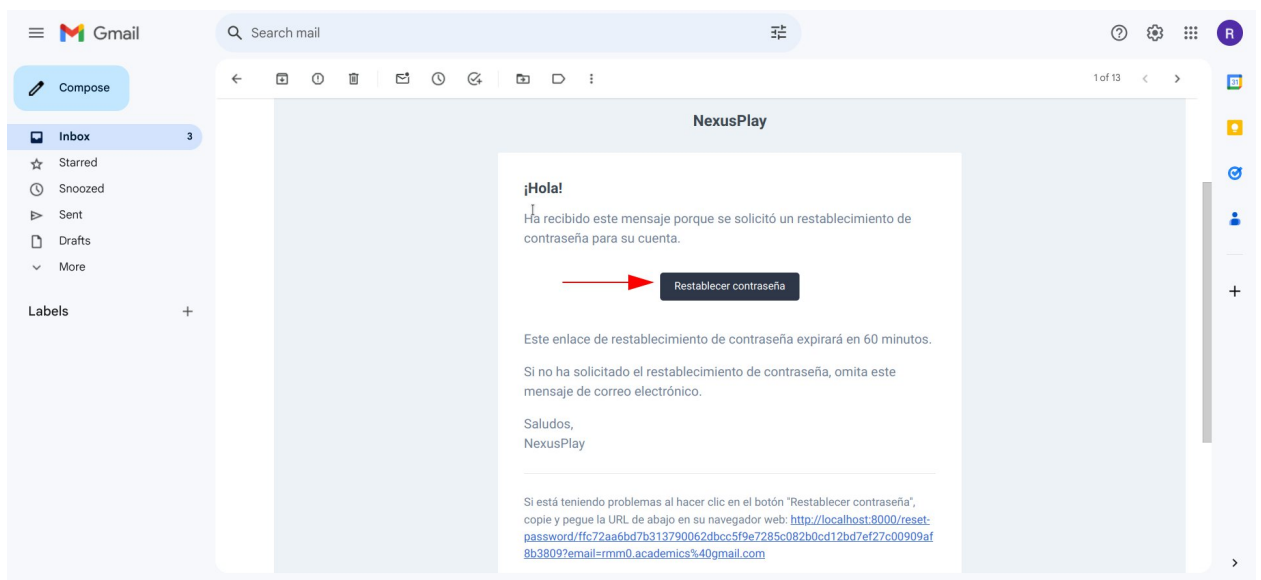 Gmail
Search mail
R
Compose
1 of 13
31
NexusPlay
Inbox 3
Starred
Snoozed
Sent
Drafts
More
Labels
¡Hola!
Ha recibido este mensaje porque se solicitó un restablecimiento de
contraseña para su cuenta.
Restablecer contraseña
Este enlace de restablecimiento de contraseña expirará en 60 minutos.
Si no ha solicitado el restablecimiento de contraseña, omita este
mensaje de correo electrónico.
Saludos,
NexusPlay
Si está teniendo problemas al hacer clic en el botón "Restablecer contraseña",
copie y pegue la URL de abajo en su navegador web: http://localhost:8000/reset-
password/ffc72aa6bd7b313790062dbcc5f9e7285c082b0cd12bd7ef27c00909af
8b3809?email=rmm0.academics%40gmail.com